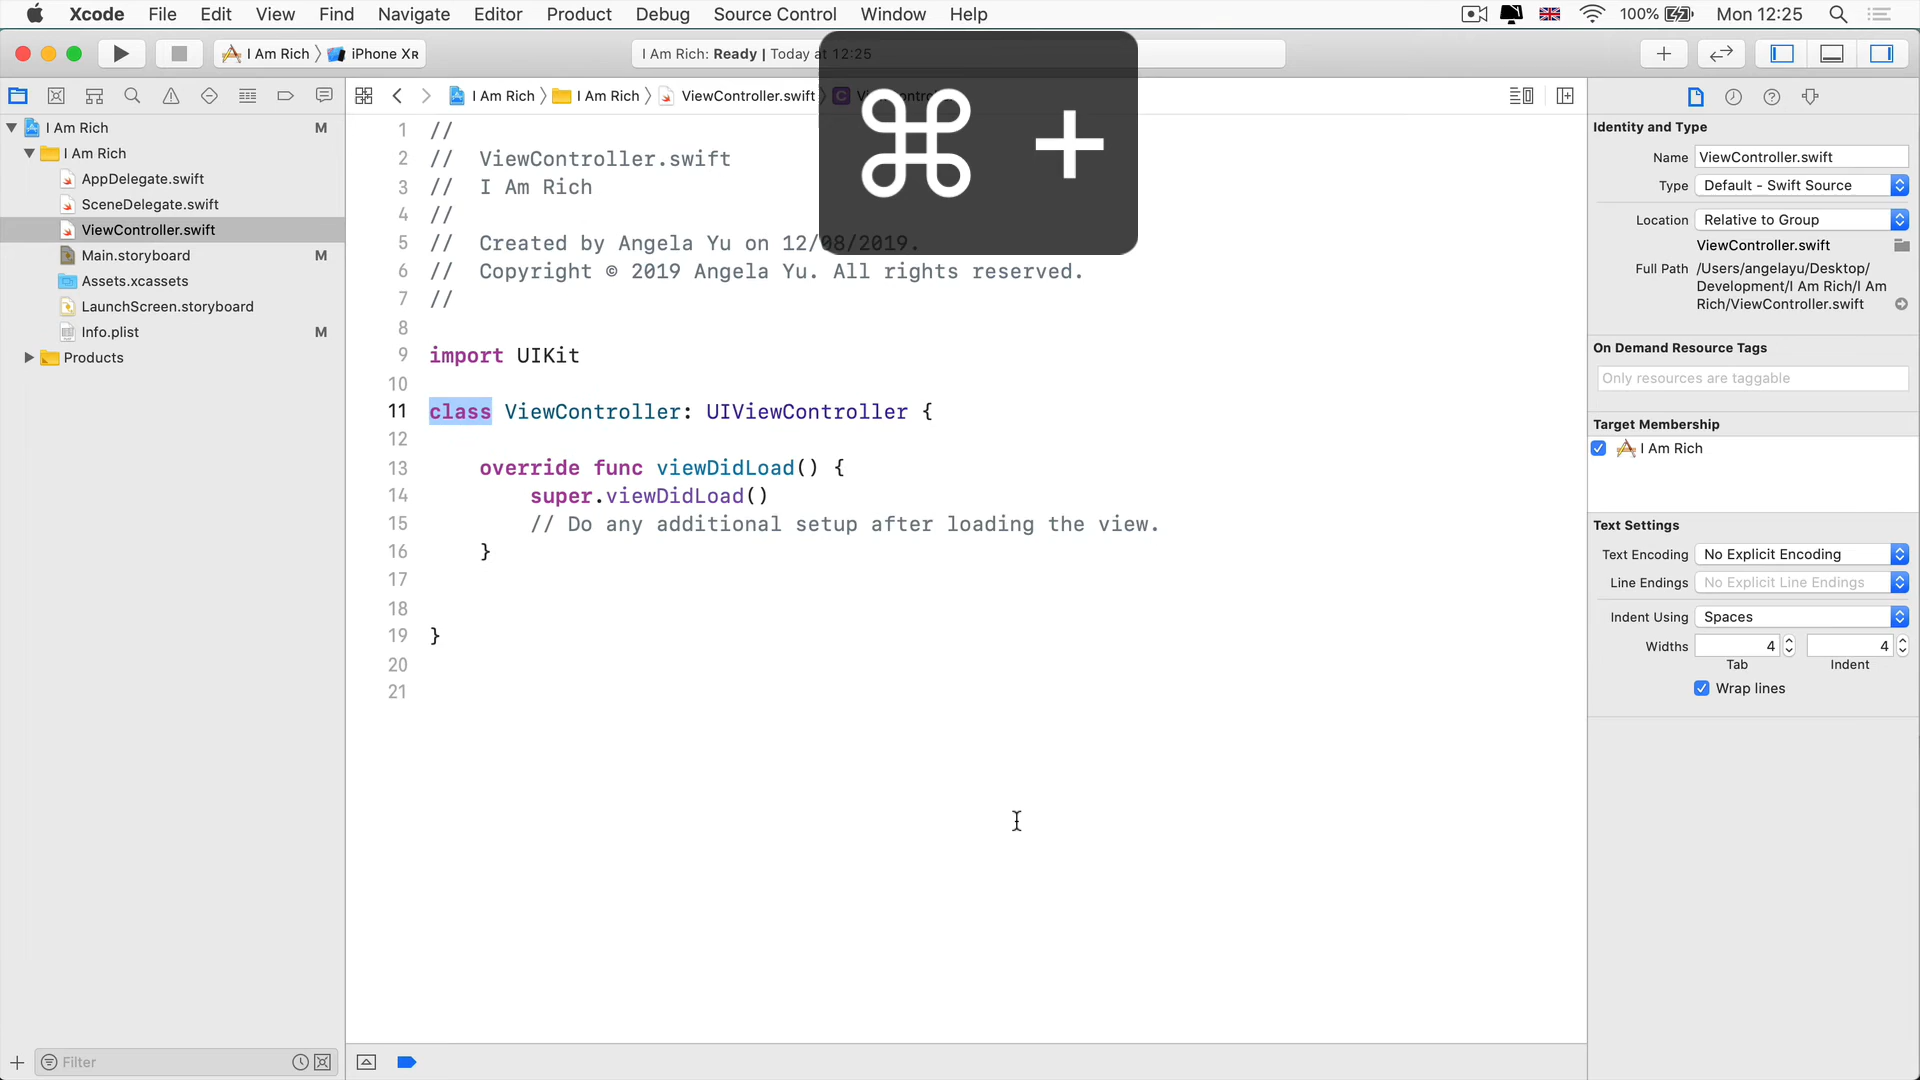 Xcode File Edit View Find Navigate Editor Product Debug Source Control Window Help 100% Mon 12:25
I Am Rich iPhone XR I Am Rich: Ready | Today at 12:25
⌘ +
I Am Rich I Am Rich ViewController.swift
I Am Rich M
I Am Rich
AppDelegate.swift
SceneDelegate.swift
ViewController.swift
Main.storyboard M
Assets.xcassets
LaunchScreen.storyboard
Info.plist M
Products
Filter
1 //
2 // ViewController.swift
3 // I Am Rich
4 //
5 // Created by Angela Yu on 12/08/2019.
6 // Copyright © 2019 Angela Yu. All rights reserved.
7 //
8
9 import UIKit
10
11 class ViewController: UIViewController {
12
13 override func viewDidLoad() {
14 super.viewDidLoad()
15 // Do any additional setup after loading the view.
16 }
17
18
19 }
20
21
Identity and Type
Name ViewController.swift
Type Default - Swift Source
Location Relative to Group
ViewController.swift
Full Path /Users/angelayu/Desktop/
Development/I Am Rich/I Am
Rich/ViewController.swift
On Demand Resource Tags
Only resources are taggable
Target Membership
I Am Rich
Text Settings
Text Encoding No Explicit Encoding
Line Endings No Explicit Line Endings
Indent Using Spaces
Widths 4 4
Tab Indent
Wrap lines